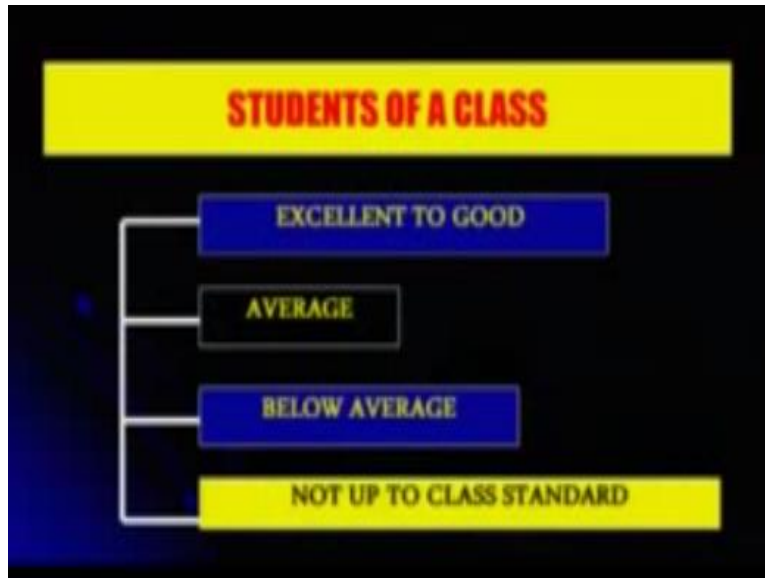 STUDENTS OF A CLASS
EXCELLENT TO GOOD
AVERAGE
BELOW AVERAGE
NOT UP TO CLASS STANDARD